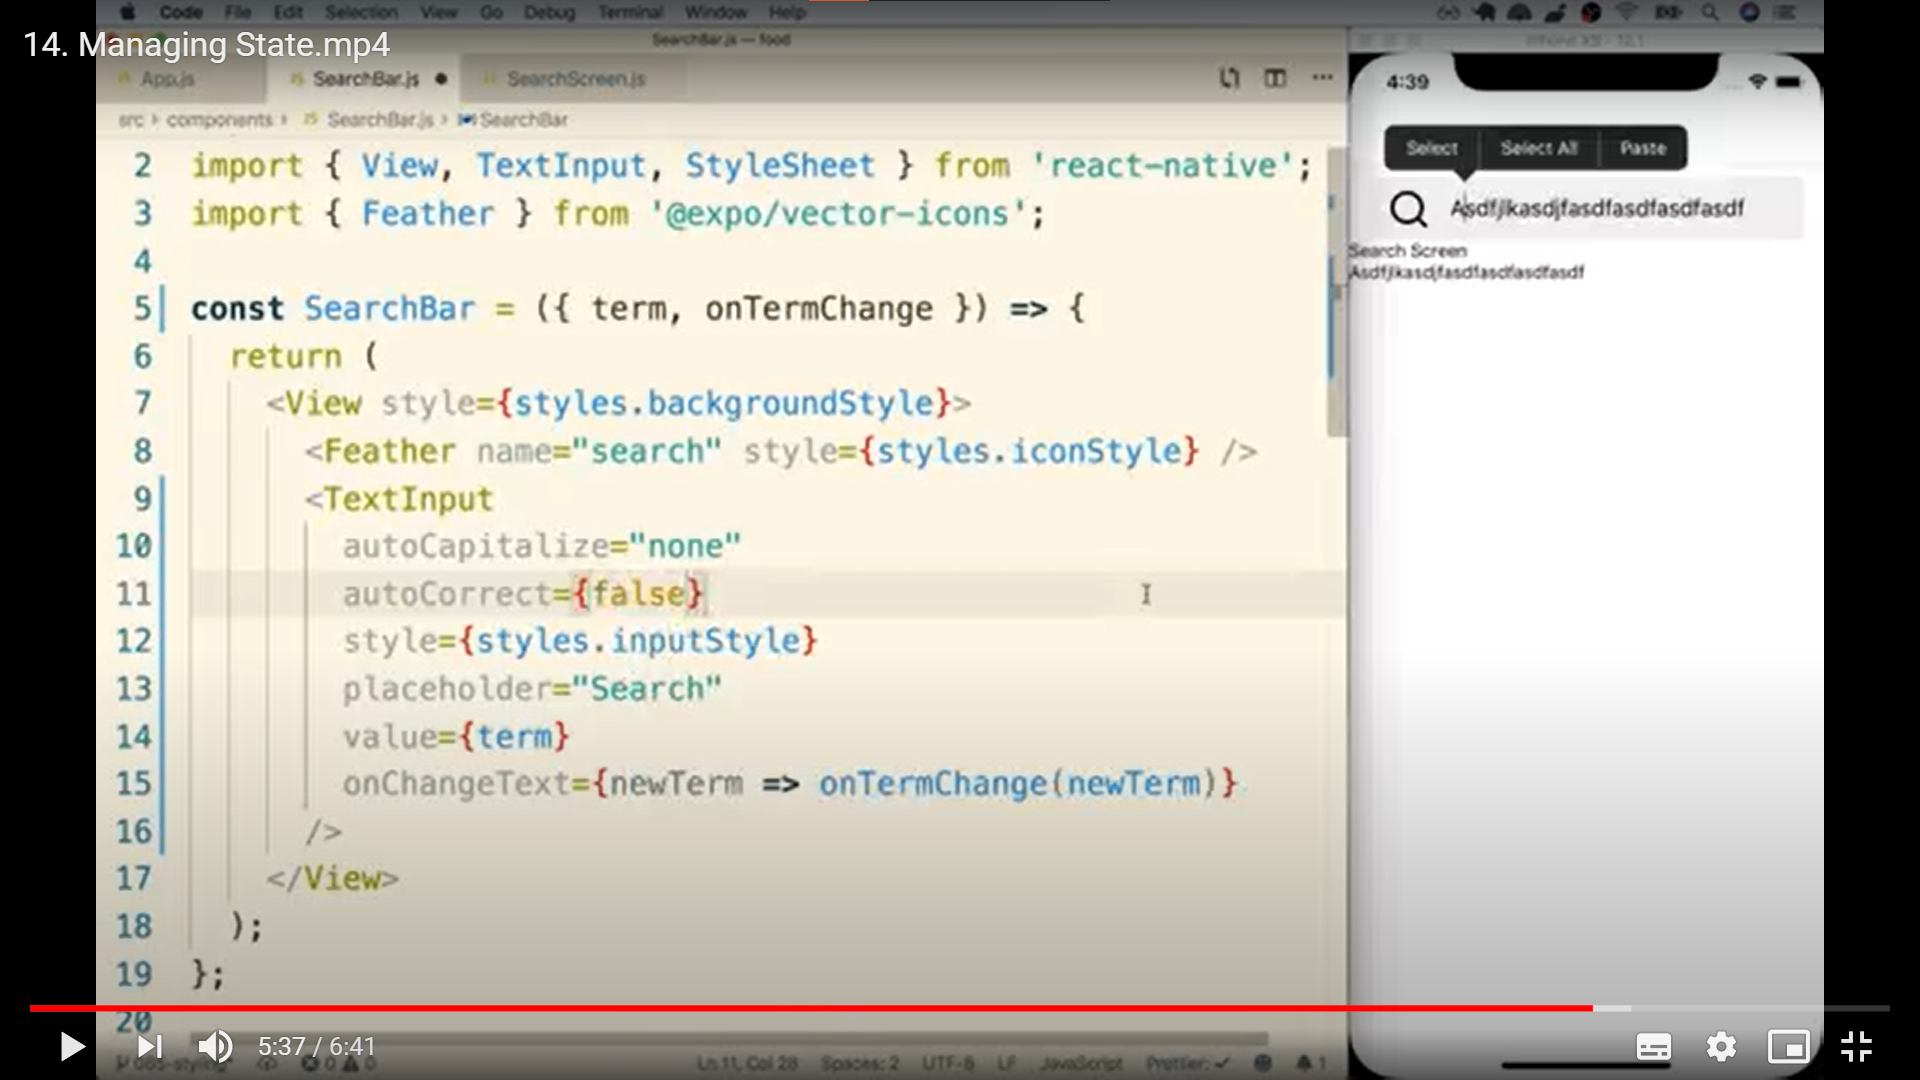 Code File Edit Selection View Go Debug Terminal Window Help
14. Managing State.mp4
SearchBar.js — food
App.js SearchBar.js ● SearchScreen.js ...
src › components › SearchBar.js › SearchBar
2 import { View, TextInput, StyleSheet } from 'react-native';
3 import { Feather } from '@expo/vector-icons';
4
5 const SearchBar = ({ term, onTermChange }) => {
6 return (
7 <View style={styles.backgroundStyle}>
8 <Feather name="search" style={styles.iconStyle} />
9 <TextInput
10 autoCapitalize="none"
11 autoCorrect={false}
12 style={styles.inputStyle}
13 placeholder="Search"
14 value={term}
15 onChangeText={newTerm => onTermChange(newTerm)}
16 />
17 </View>
18 );
19 };
20
5:37 / 6:41
Ln 11, Col 28 Spaces: 2 UTF-8 LF JavaScript Prettier: ✓ 1
4:39
Select Select All Paste
Asdfjlkasdjfasdfasdfasdfasdf
Search Screen
Asdfjlkasdjfasdfasdfasdfasdf